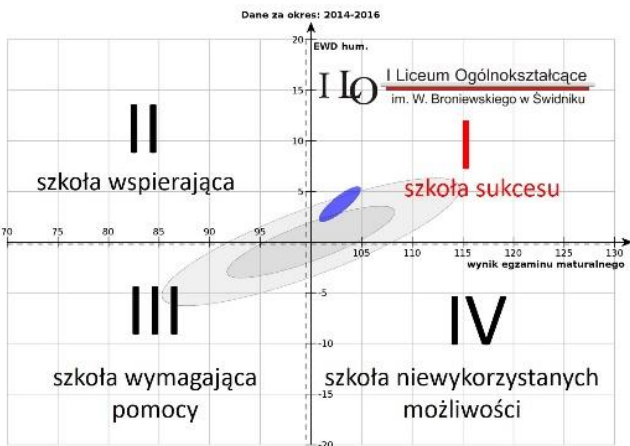 Dane za okres: 2014-2016
20
EWD hum.
15
10
5
-5
-10
-15
-20
70
80
85
90
95
105
110
115
120
125
130
wynik egzaminu maturalnego
I LO
I Liceum Ogólnokształcące
im. W. Broniewskiego w Świdniku
II
szkoła wspierająca
I
szkoła sukcesu
III
szkoła wymagająca
pomocy
IV
szkoła niewykorzystanych
możliwości